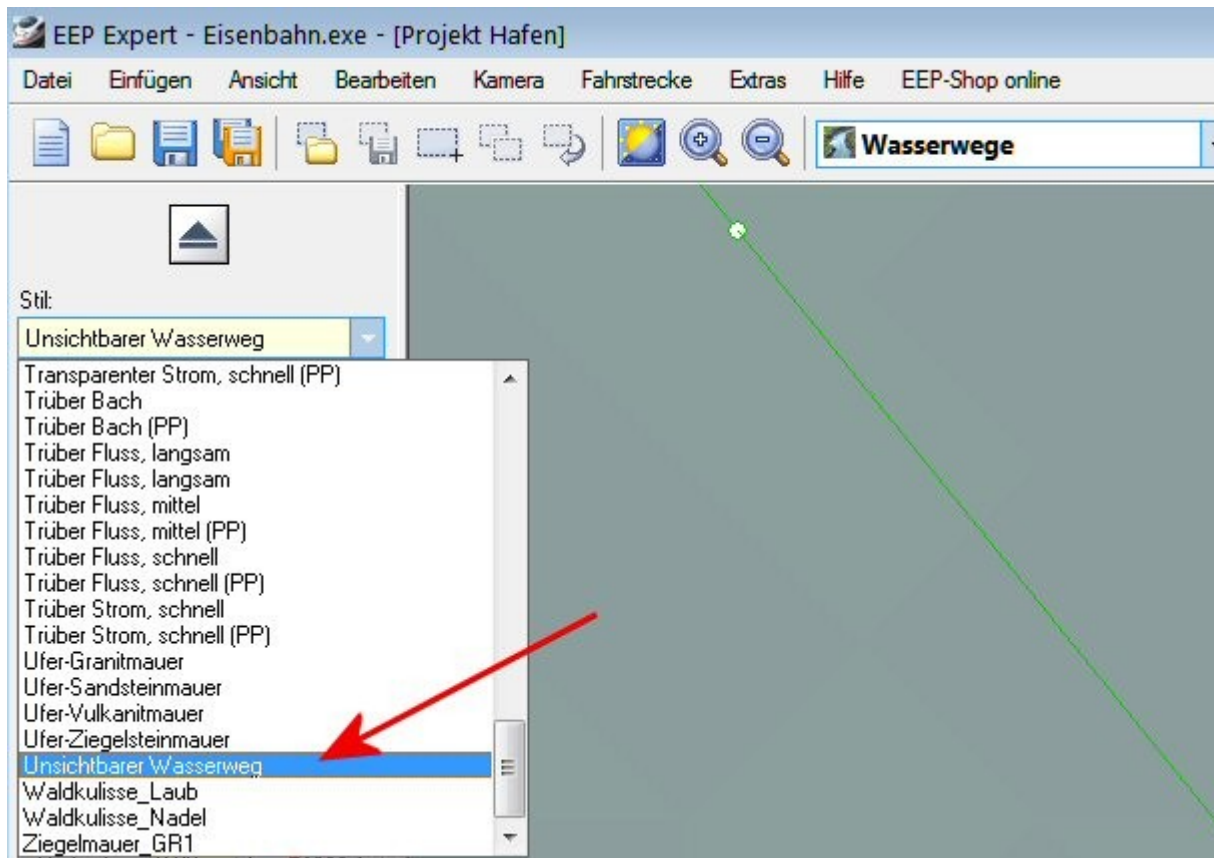 EEP Expert - Eisenbahn.exe - [Projekt Hafen]
Datei Einfügen Ansicht Bearbeiten Kamera Fahrstrecke Extras Hilfe EEP-Shop online
Wasserwege
Stil:
Unsichtbarer Wasserweg
Transparenter Strom, schnell (PP)
Trüber Bach
Trüber Bach (PP)
Trüber Fluss, langsam
Trüber Fluss, langsam
Trüber Fluss, mittel
Trüber Fluss, mittel (PP)
Trüber Fluss, schnell
Trüber Fluss, schnell (PP)
Trüber Strom, schnell
Trüber Strom, schnell (PP)
Ufer-Granitmauer
Ufer-Sandsteinmauer
Ufer-Vulkanitmauer
Ufer-Ziegelsteinmauer
Unsichtbarer Wasserweg
Waldkulisse_Laub
Waldkulisse_Nadel
Ziegelmauer_GR1